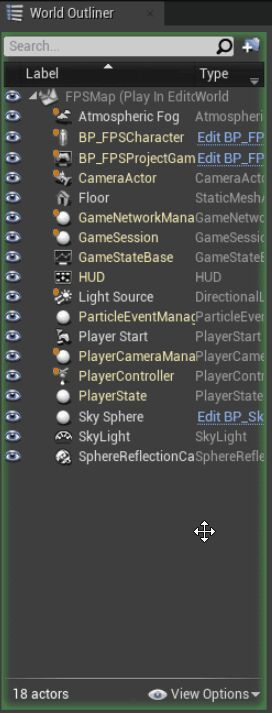 World Outliner
Search...
Label Type
FPSMap (Play In Edito World
Atmospheric Fog Atmospheri
BP_FPSCharacter Edit BP_FP
BP_FPSProjectGam Edit BP_FP
CameraActor CameraActo
Floor StaticMeshA
GameNetworkMana GameNetwo
GameSession GameSessio
GameStateBase GameStateB
HUD HUD
Light Source DirectionalL
ParticleEventManag ParticleEver
Player Start PlayerStart
PlayerCameraMana PlayerCame
PlayerController PlayerContr
PlayerState PlayerState
Sky Sphere Edit BP_Sk
SkyLight SkyLight
SphereReflectionCa SphereRefle
18 actors View Options